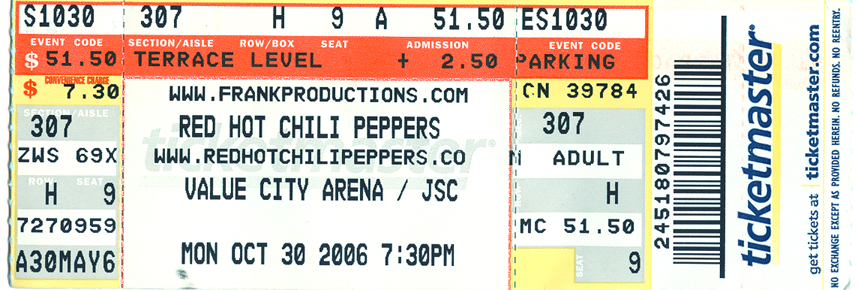 S1030 307 H 9 A 51.50 ES1030
EVENT CODE SECTION/AISLE ROW/BOX SEAT ADMISSION EVENT CODE
$ 51.50 TERRACE LEVEL + 2.50 PARKING
CONVENIENCE CHARGE
$ 7.30 WWW.FRANKPRODUCTIONS.COM CN 39784
SECTION/AISLE
307 RED HOT CHILI PEPPERS 307
ticketmaster
ZWS 69X WWW.REDHOTCHILIPEPPERS.CO N ADULT
ROW SEAT
H 9 VALUE CITY ARENA / JSC H
7270959 MC 51.50
A30MAY6 MON OCT 30 2006 7:30PM SEAT 9
245180797426
ticketmaster
get tickets at ticketmaster.com
NO EXCHANGE EXCEPT AS PROVIDED HEREIN. NO REFUNDS. NO REENTRY.